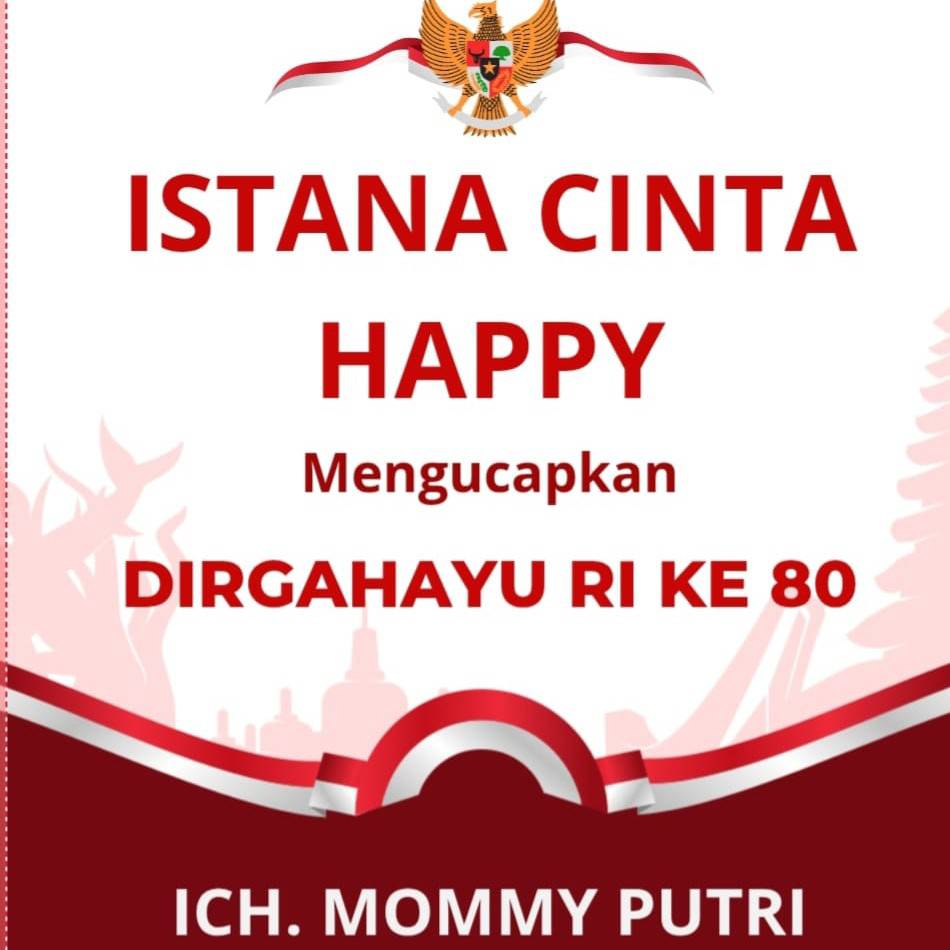 ISTANA CINTA
HAPPY
Mengucapkan
DIRGAHAYU RI KE 80
ICH. MOMMY PUTRI